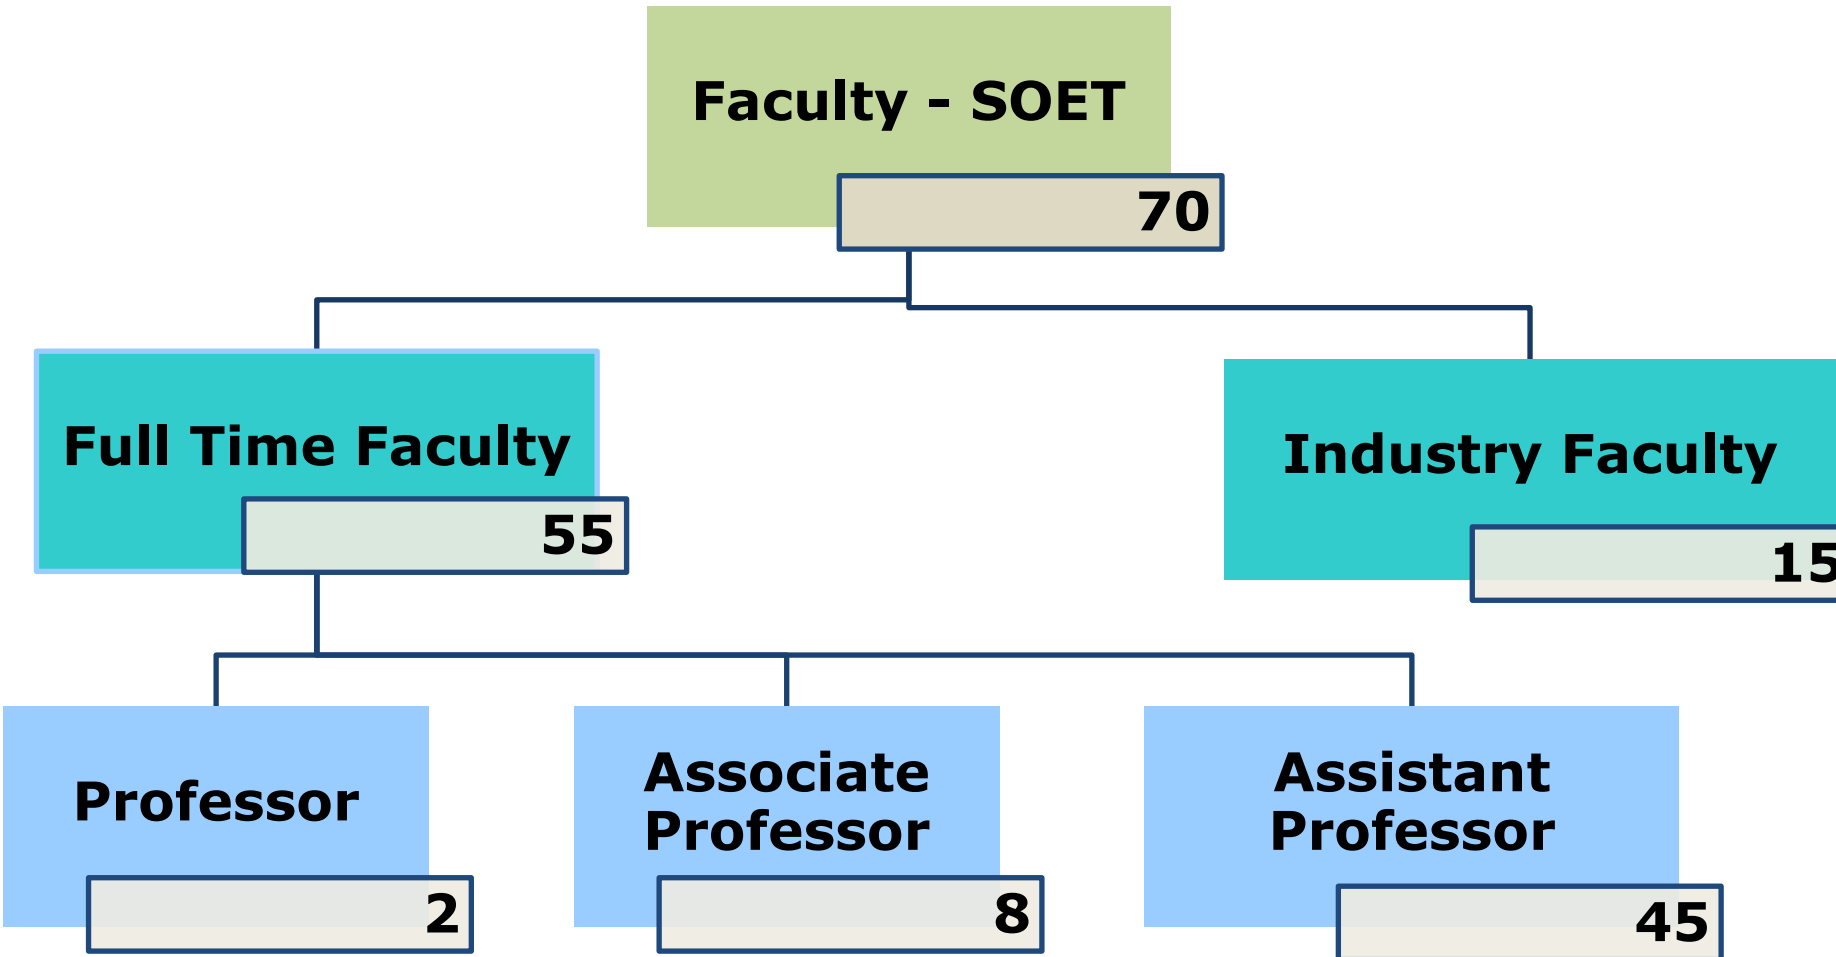 Faculty - SOET
70
Full Time Faculty
55
Industry Faculty
15
Professor
2
Associate
Professor
8
Assistant
Professor
45